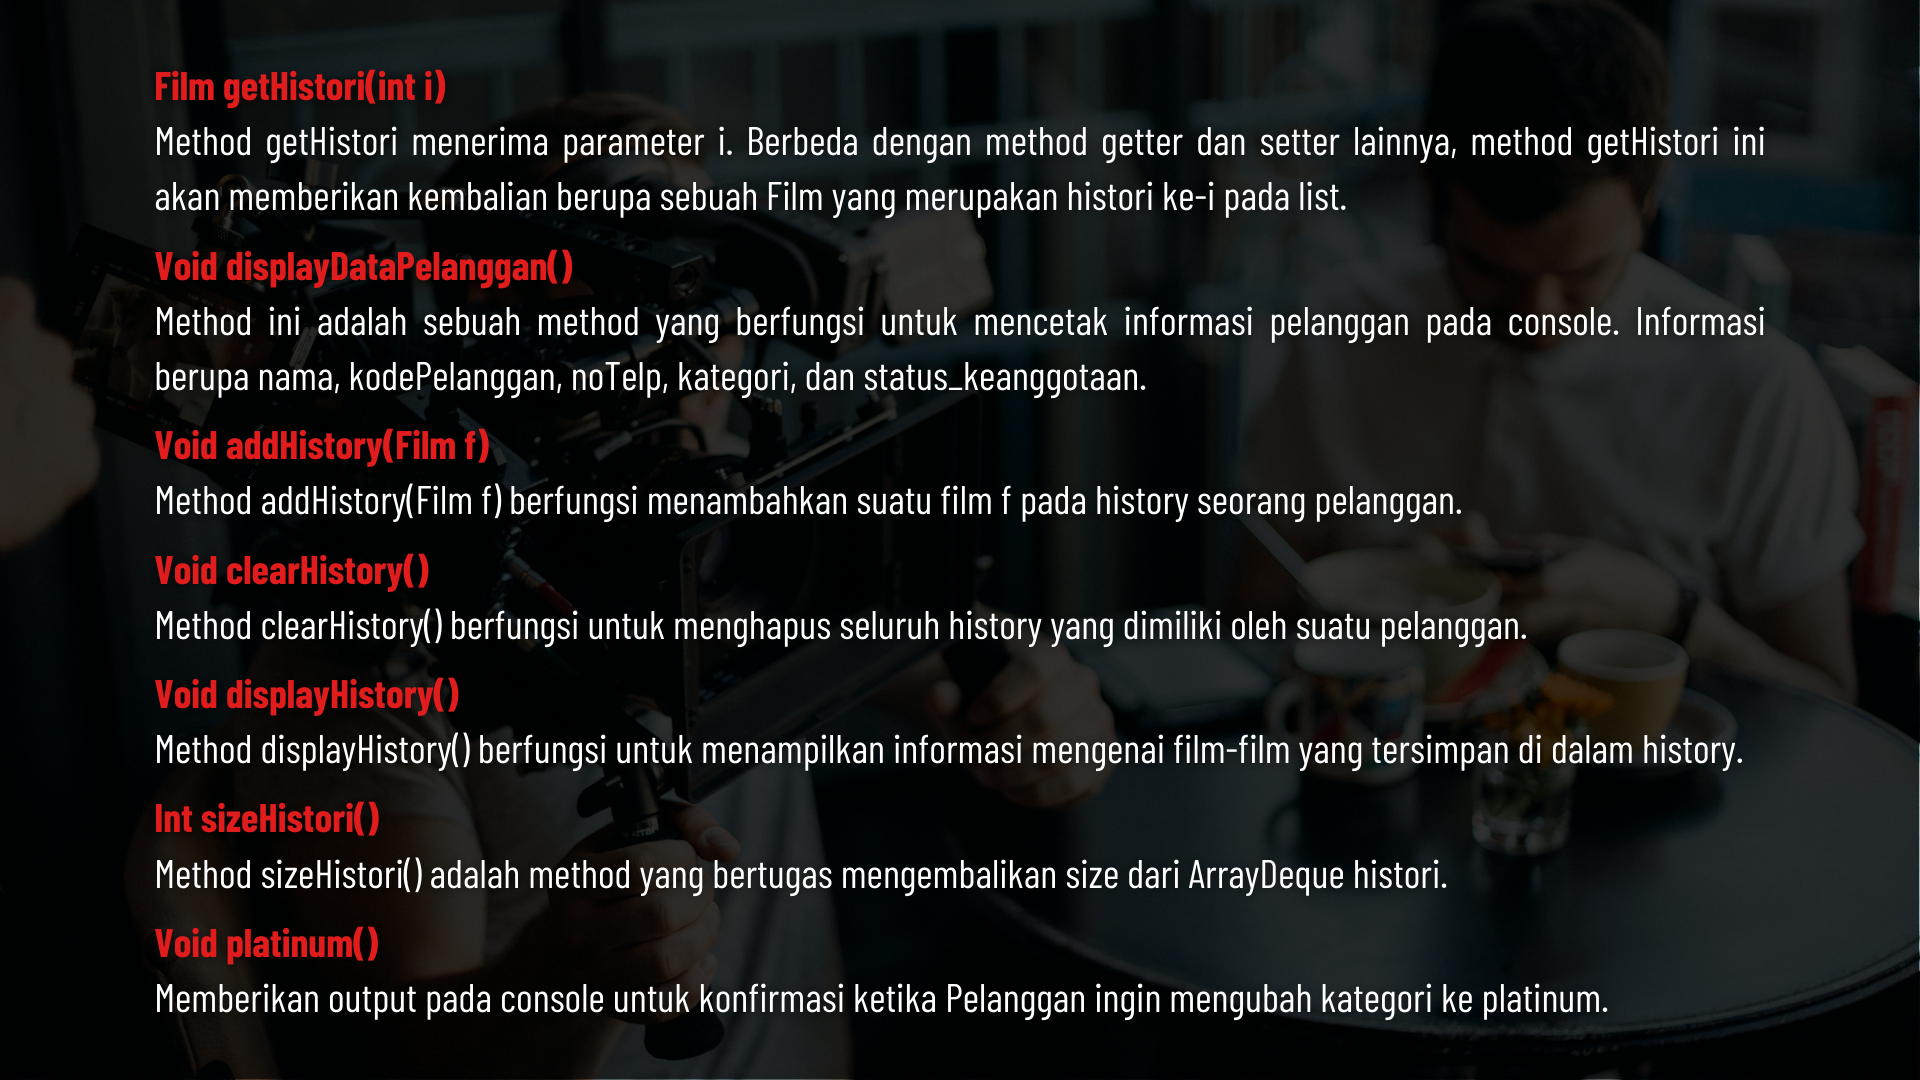 Film getHistori(int i)
Method getHistori menerima parameter i. Berbeda dengan method getter dan setter lainnya, method getHistori ini
akan memberikan kembalian berupa sebuah Film yang merupakan histori ke-i pada list.
Void displayDataPelanggan()
Method ini adalah sebuah method yang berfungsi untuk mencetak informasi pelanggan pada console. Informasi
berupa nama, kodePelanggan, noTelp, kategori, dan status_keanggotaan.
Void addHistory(Film f)
Method addHistory(Film f) berfungsi menambahkan suatu film f pada history seorang pelanggan.
Void clearHistory()
Method clearHistory() berfungsi untuk menghapus seluruh history yang dimiliki oleh suatu pelanggan.
Void displayHistory()
Method displayHistory() berfungsi untuk menampilkan informasi mengenai film-film yang tersimpan di dalam history.
Int sizeHistori()
Method sizeHistori() adalah method yang bertugas mengembalikan size dari ArrayDeque histori.
Void platinum()
Memberikan output pada console untuk konfirmasi ketika Pelanggan ingin mengubah kategori ke platinum.